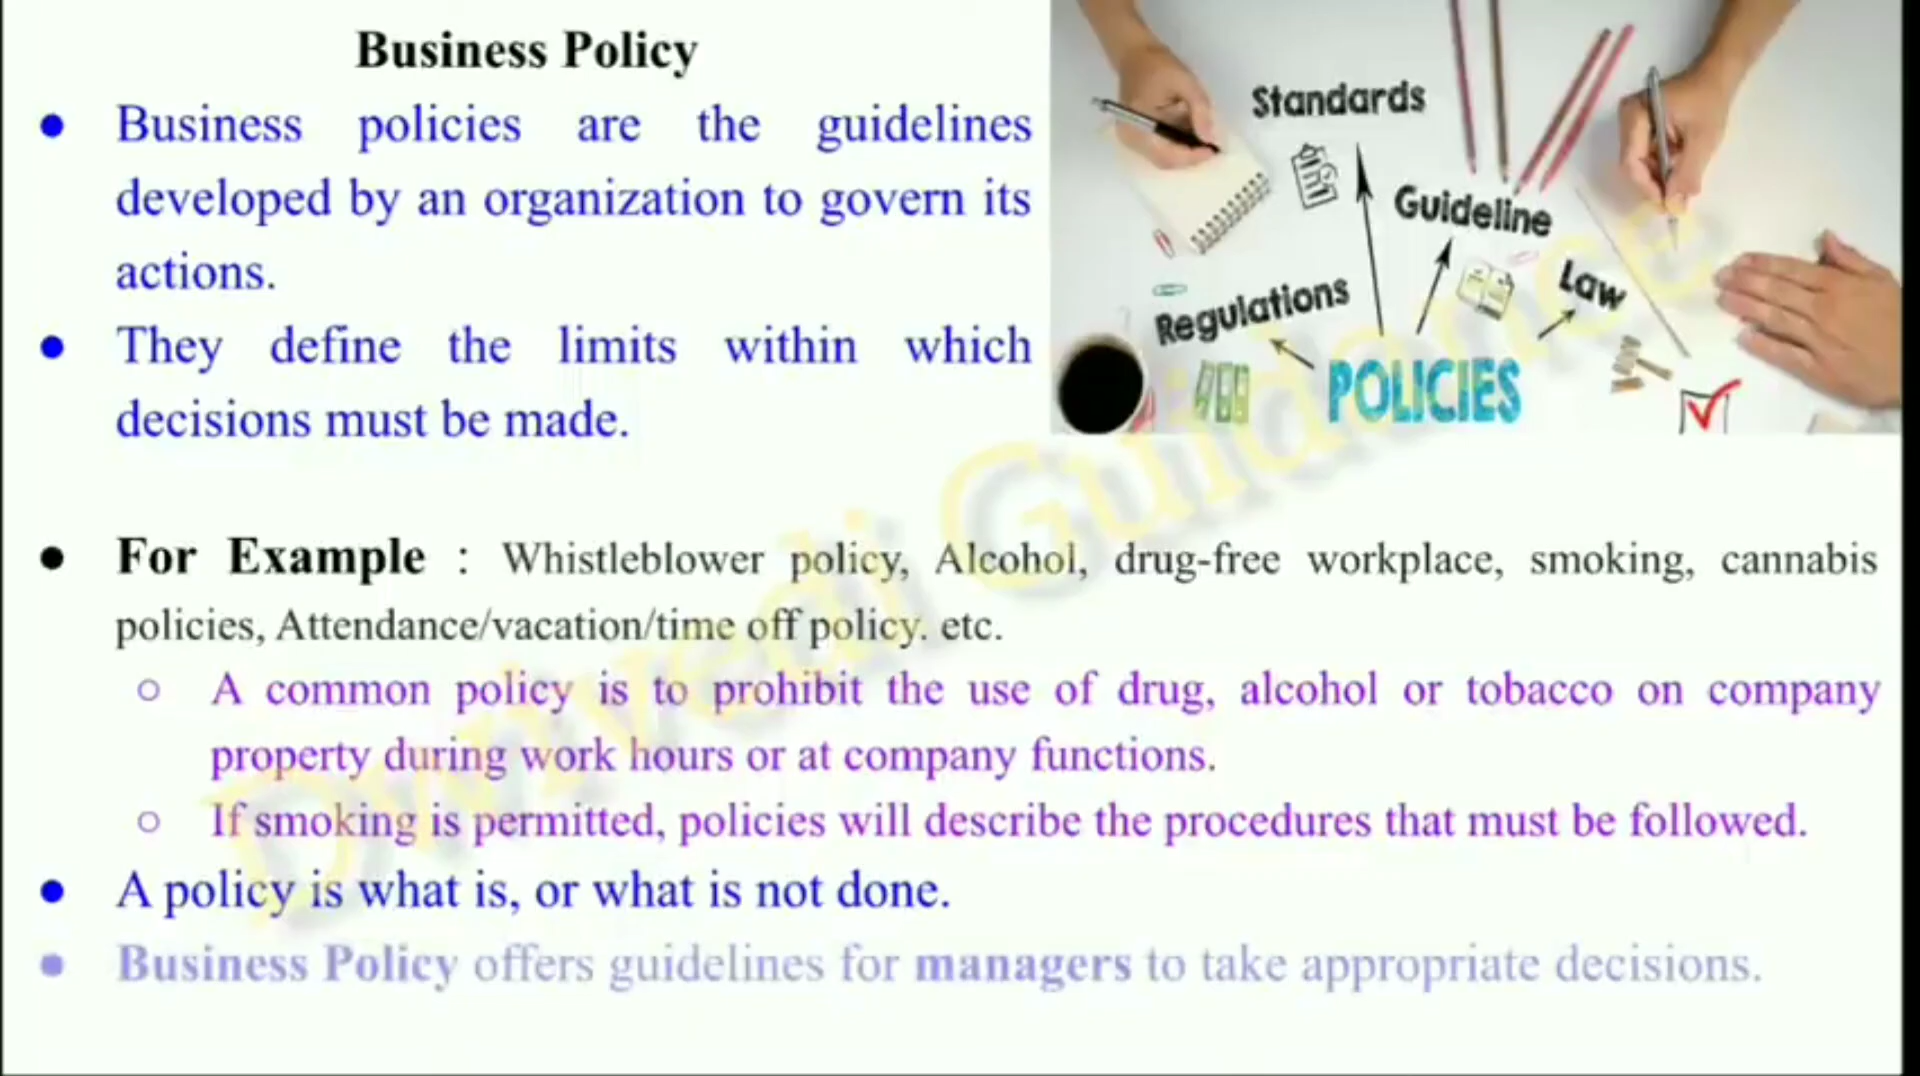 Business Policy
● Business policies are the guidelines
developed by an organization to govern its
actions.
● They define the limits within which
decisions must be made.
Standards
Guideline
Law
Regulations
POLICIES
● For Example : Whistleblower policy, Alcohol, drug-free workplace, smoking, cannabis
policies, Attendance/vacation/time off policy. etc.
○ A common policy is to prohibit the use of drug, alcohol or tobacco on company
property during work hours or at company functions.
○ If smoking is permitted, policies will describe the procedures that must be followed.
● A policy is what is, or what is not done.
● Business Policy offers guidelines for managers to take appropriate decisions.
Dwivedi Guidance